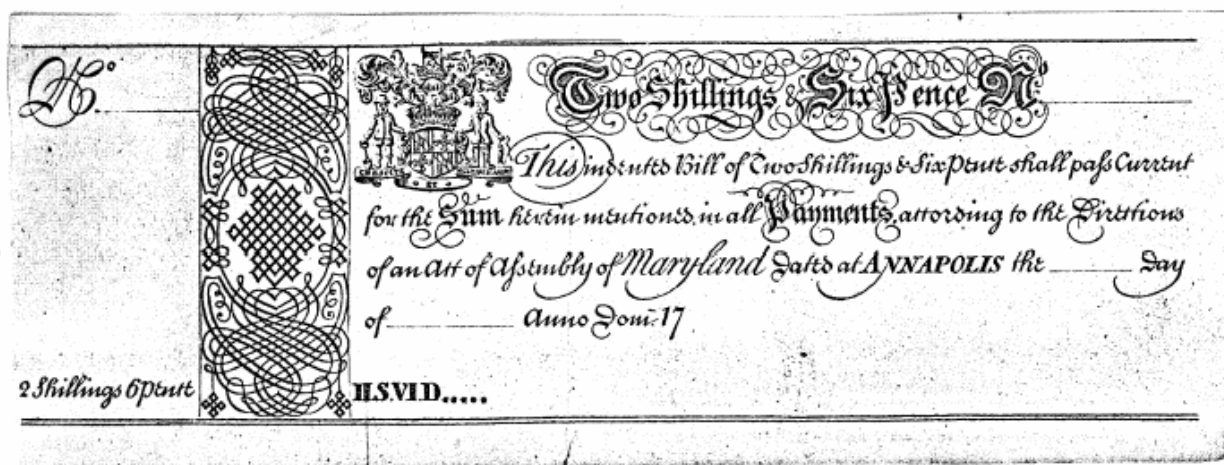 No.
Two Shillings & Six Pence No.
This indented Bill of Two Shillings & Six Pence shall pass Current
for the Sum herein mentioned in all Payments, according to the Directions
of an Act of Assembly of Maryland Dated at ANNAPOLIS the ______ Day
of ______ Anno Dom: 17
2 Shillings 6 Pence
II.S.VI.D.....